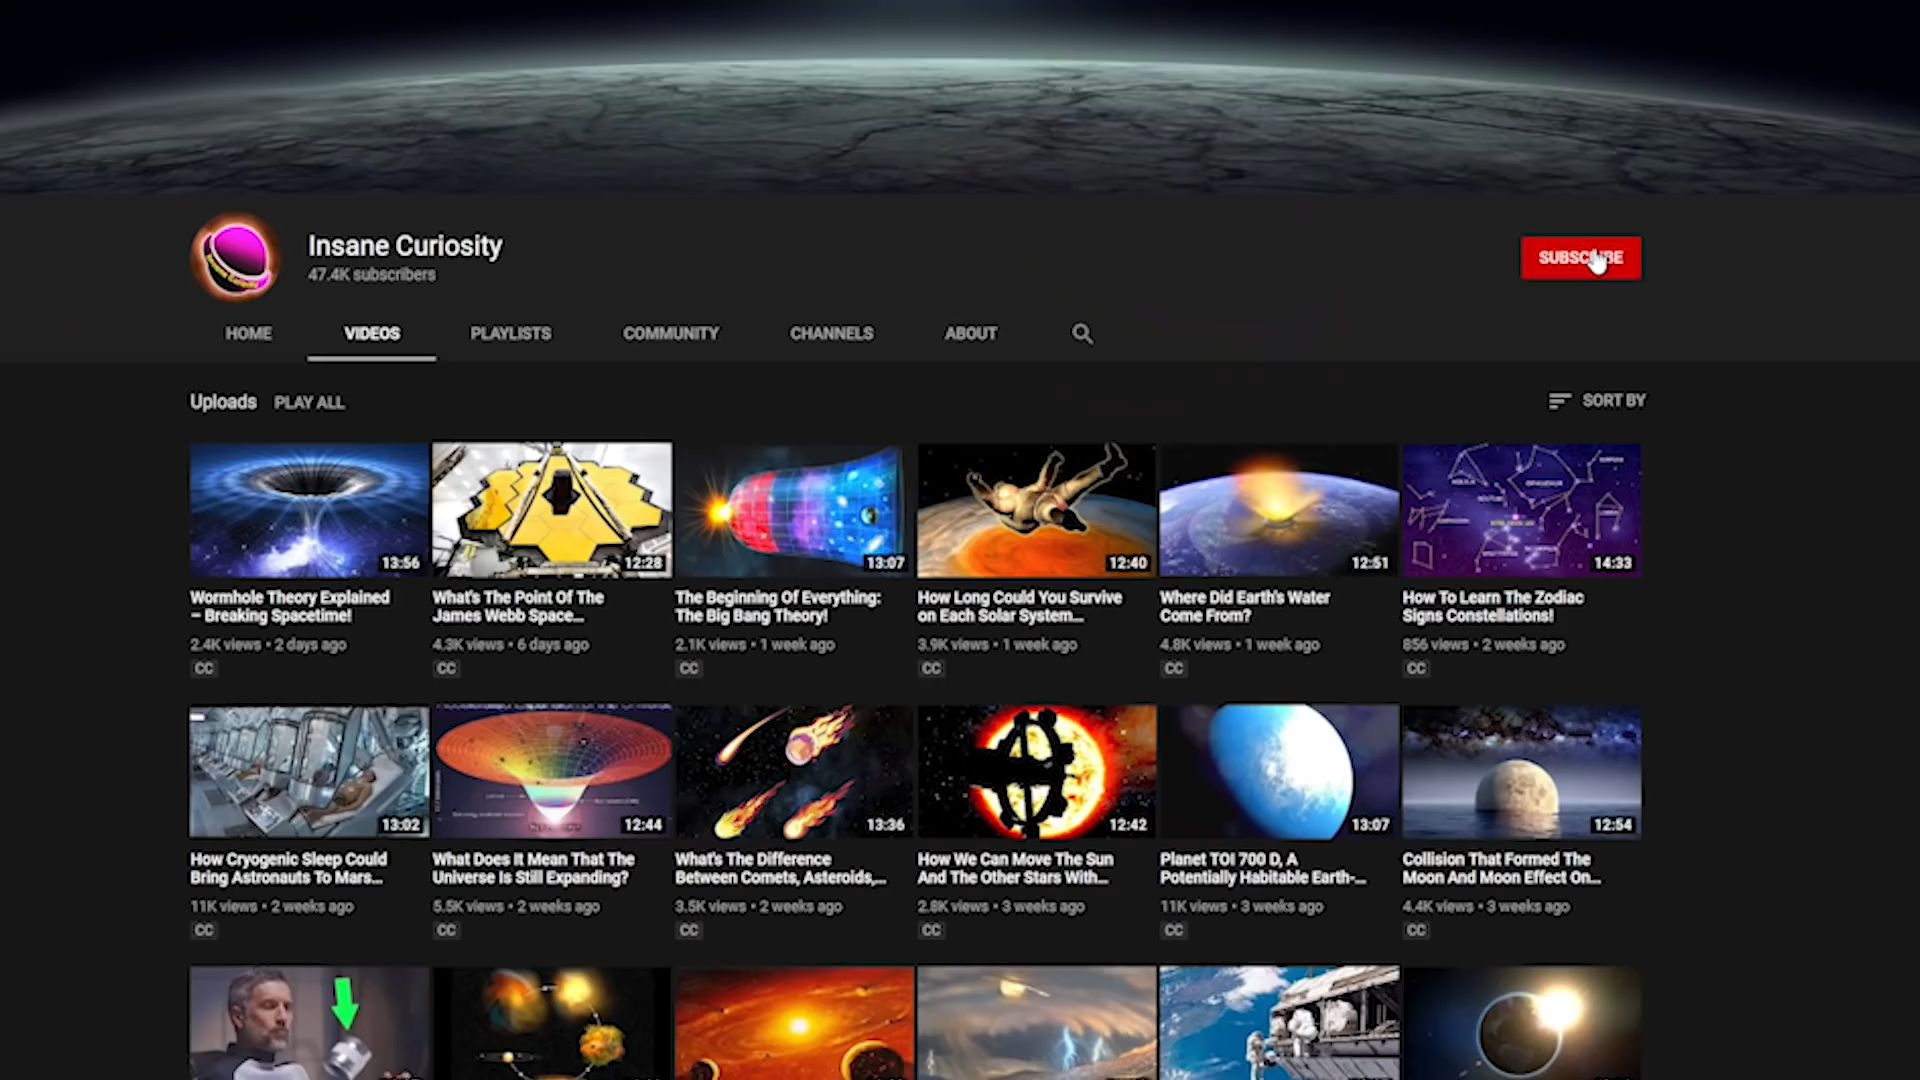 Insane Curiosity
47.4K subscribers
SUBSCRIBE
HOME VIDEOS PLAYLISTS COMMUNITY CHANNELS ABOUT
Uploads PLAY ALL SORT BY
13:56 12:28 13:07 12:40 12:51 14:33
Wormhole Theory Explained
– Breaking Spacetime!
2.4K views • 2 days ago
CC
What's The Point Of The
James Webb Space...
4.3K views • 6 days ago
CC
The Beginning Of Everything:
The Big Bang Theory!
2.1K views • 1 week ago
CC
How Long Could You Survive
on Each Solar System...
3.9K views • 1 week ago
CC
Where Did Earth's Water
Come From?
4.8K views • 1 week ago
CC
How To Learn The Zodiac
Signs Constellations!
856 views • 2 weeks ago
CC
13:02 12:44 13:36 12:42 13:07 12:54
How Cryogenic Sleep Could
Bring Astronauts To Mars...
11K views • 2 weeks ago
CC
What Does It Mean That The
Universe Is Still Expanding?
5.5K views • 2 weeks ago
CC
What's The Difference
Between Comets, Asteroids,...
3.5K views • 2 weeks ago
CC
How We Can Move The Sun
And The Other Stars With...
2.8K views • 3 weeks ago
CC
Planet TOI 700 D, A
Potentially Habitable Earth-...
11K views • 3 weeks ago
CC
Collision That Formed The
Moon And Moon Effect On...
4.4K views • 3 weeks ago
CC